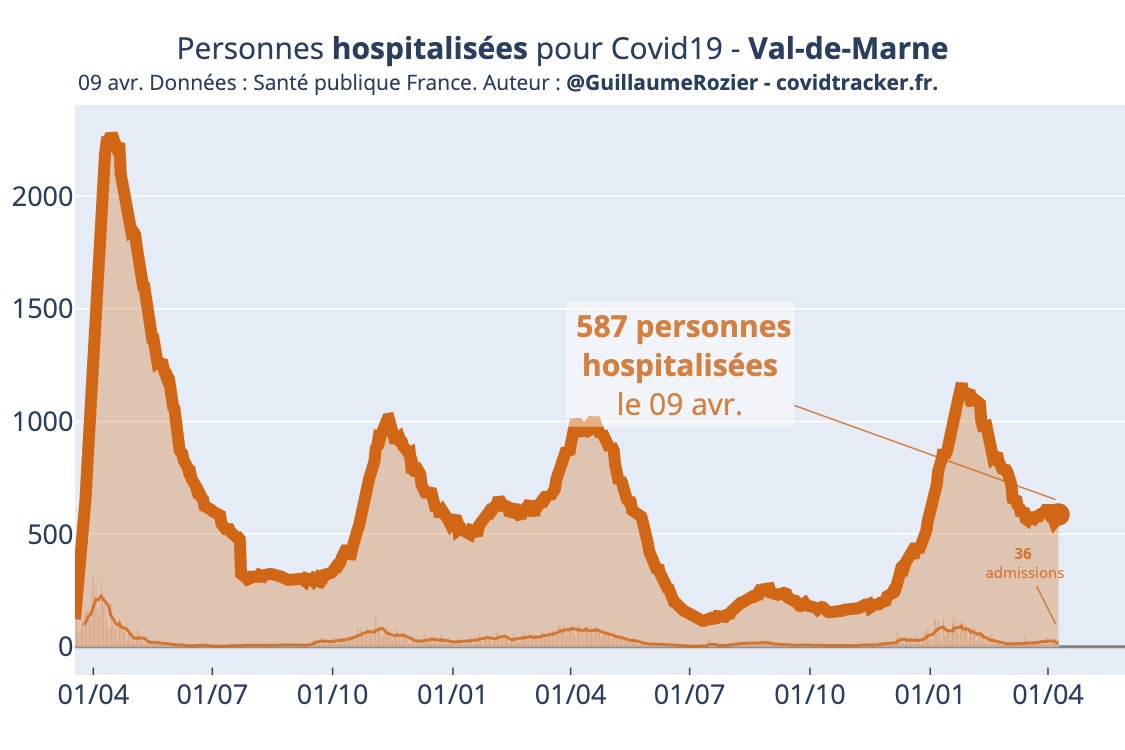 Personnes hospitalisées pour Covid19 - Val-de-Marne
09 avr. Données : Santé publique France. Auteur : @GuillaumeRozier - covidtracker.fr.
2000
1500
1000
500
0
587 personnes
hospitalisées
le 09 avr.
36
admissions
01/04 01/07 01/10 01/01 01/04 01/07 01/10 01/01 01/04